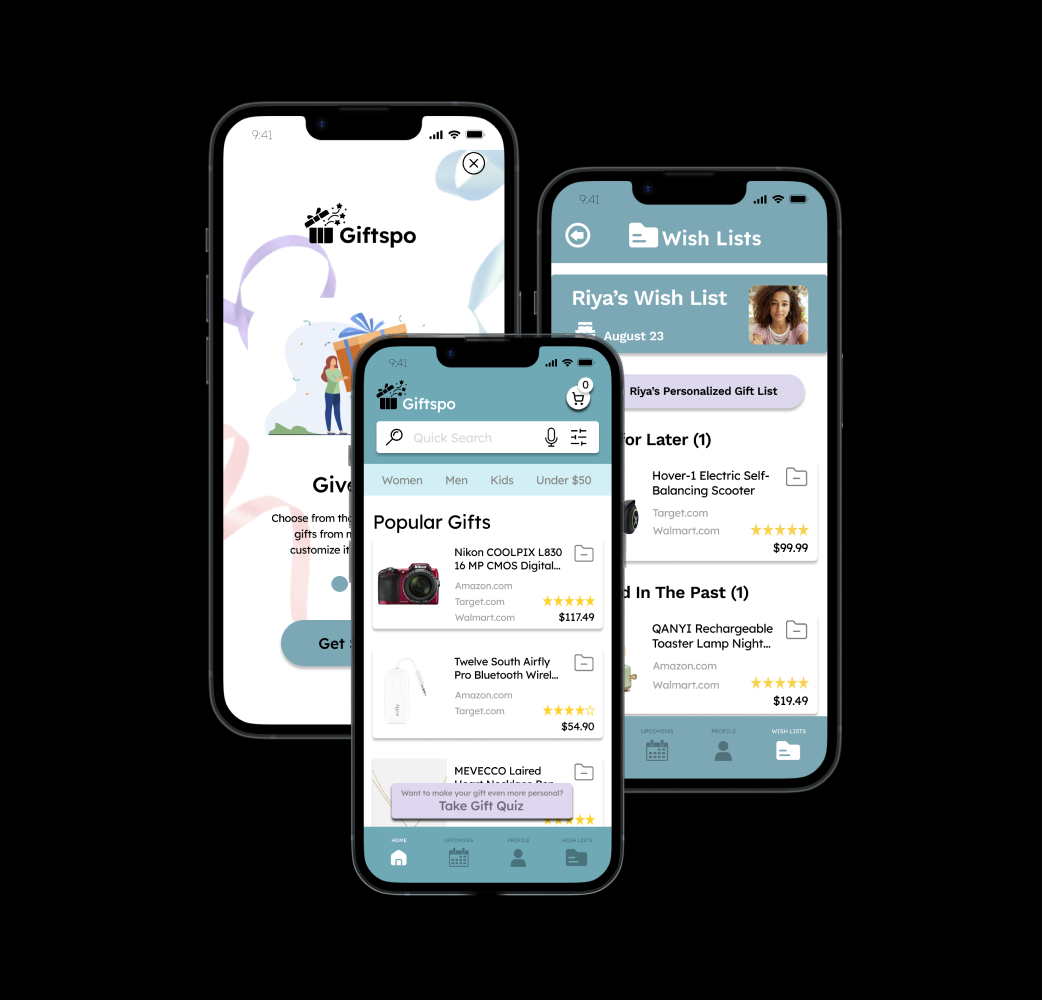 9:41
Giftspo
Give
Choose from the
gifts from m
customize it
Get S
9:41
Giftspo
0
Quick Search
Women Men Kids Under $50
Popular Gifts
Nikon COOLPIX L830
16 MP CMOS Digital...
Amazon.com
Target.com
Walmart.com
$117.49
Twelve South Airfly
Pro Bluetooth Wirel...
Amazon.com
Target.com
$54.90
Airfly
MEVECCO Laired
Heart Necklace Pen
Want to make your gift even more personal?
Take Gift Quiz
HOME UPCOMING PROFILE WISH LISTS
9:41
Wish Lists
Riya's Wish List
August 23
Riya's Personalized Gift List
for Later (1)
Hover-1 Electric Self-
Balancing Scooter
Target.com
Walmart.com
$99.99
d In The Past (1)
QANYI Rechargeable
Toaster Lamp Night...
Amazon.com
Walmart.com
$19.49
UPCOMING PROFILE WISH LISTS